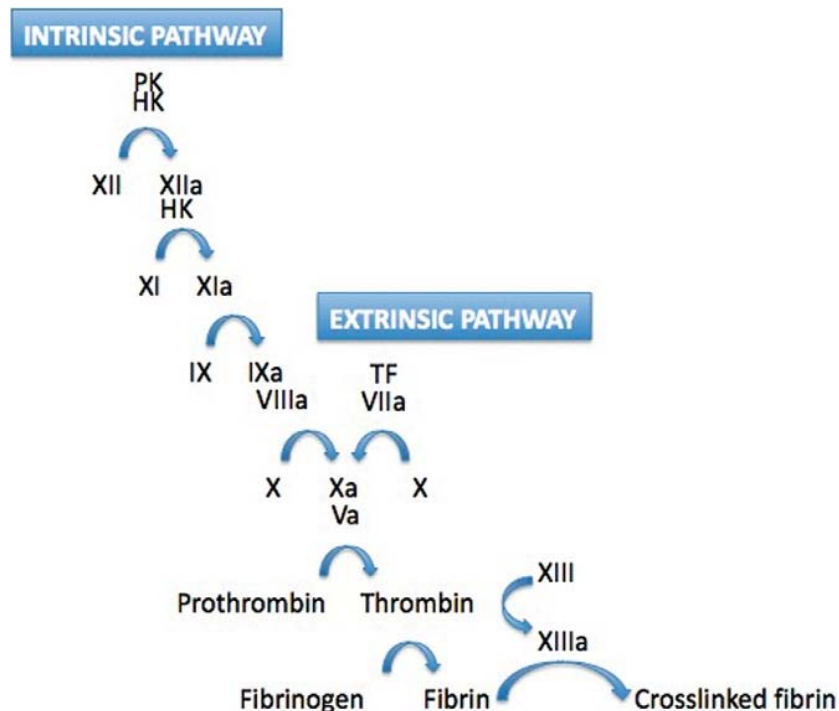 INTRINSIC PATHWAY
PK
HK
XII XIIa
HK
XI XIa
EXTRINSIC PATHWAY
IX IXa TF
VIIIa VIIa
X Xa X
Va
XIII
Prothrombin Thrombin
XIIIa
Fibrinogen Fibrin Crosslinked fibrin